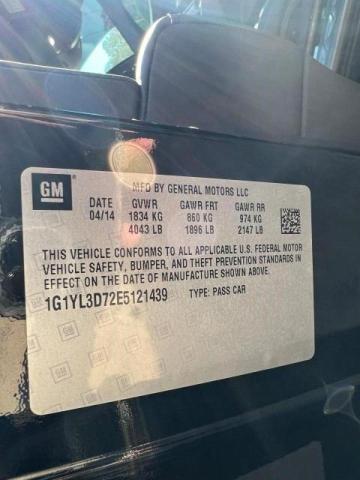 GM
MFD BY GENERAL MOTORS LLC
DATE GVWR GAWR FRT GAWR RR
04/14 1834 KG 860 KG 974 KG
4043 LB 1896 LB 2147 LB
THIS VEHICLE CONFORMS TO ALL APPLICABLE U.S. FEDERAL MOTOR
VEHICLE SAFETY, BUMPER, AND THEFT PREVENTION STANDARDS IN
EFFECT ON THE DATE OF MANUFACTURE SHOWN ABOVE.
1G1YL3D72E5121439 TYPE: PASS CAR